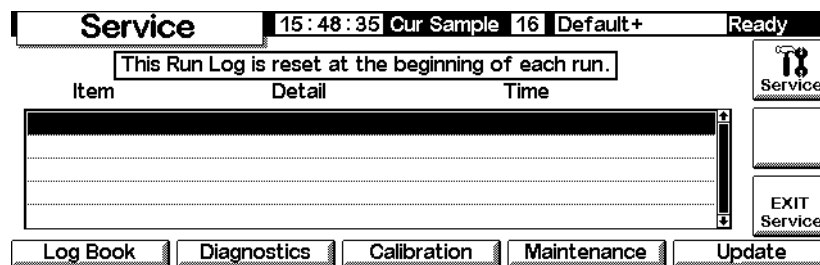 Service 15:48:35 Cur Sample 16 Default+ Ready
This Run Log is reset at the beginning of each run.
Service
Item Detail Time
EXIT
Service
Log Book Diagnostics Calibration Maintenance Update